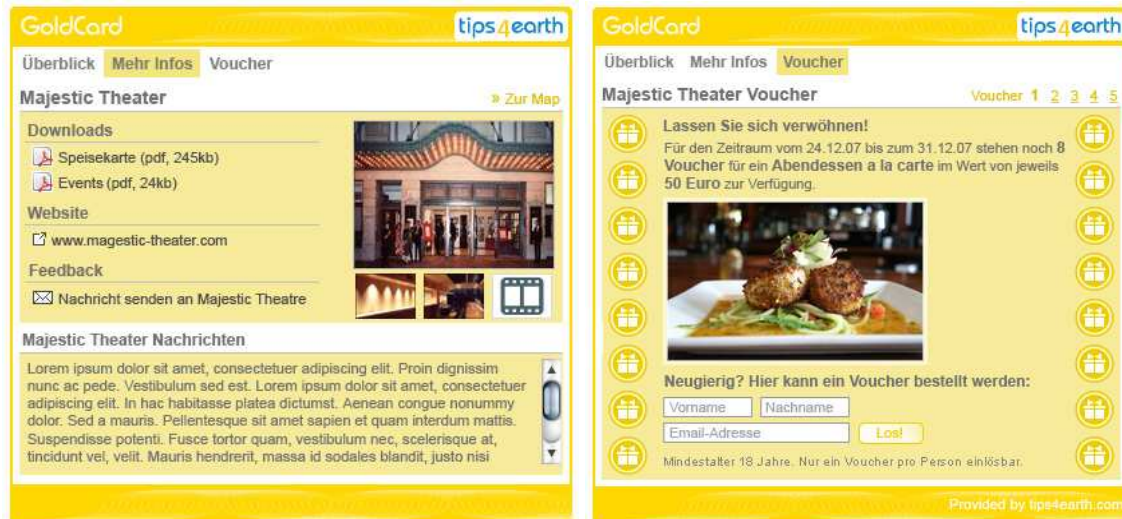 GoldCard
tips4earth
Überblick Mehr Infos Voucher
Majestic Theater
» Zur Map
Downloads
Speisekarte (pdf, 245kb)
Events (pdf, 24kb)
Website
www.magestic-theater.com
Feedback
Nachricht senden an Majestic Theatre
Majestic Theater Nachrichten
Lorem ipsum dolor sit amet, consectetuer adipiscing elit. Proin dignissim
nunc ac pede. Vestibulum sed est. Lorem ipsum dolor sit amet, consectetuer
adipiscing elit. In hac habitasse platea dictumst. Aenean congue nonummy
dolor. Sed a mauris. Pellentesque sit amet sapien et quam interdum mattis.
Suspendisse potenti. Fusce tortor quam, vestibulum nec, scelerisque at,
tincidunt vel, velit. Mauris hendrerit, massa id sodales blandit, justo nisi
GoldCard
tips4earth
Überblick Mehr Infos Voucher
Majestic Theater Voucher
Voucher 1 2 3 4 5
Lassen Sie sich verwöhnen!
Für den Zeitraum vom 24.12.07 bis zum 31.12.07 stehen noch 8
Voucher für ein Abendessen a la carte im Wert von jeweils
50 Euro zur Verfügung.
Neugierig? Hier kann ein Voucher bestellt werden:
Vorname Nachname
Email-Adresse Los!
Mindestalter 18 Jahre. Nur ein Voucher pro Person einlösbar.
Provided by tips4earth.com